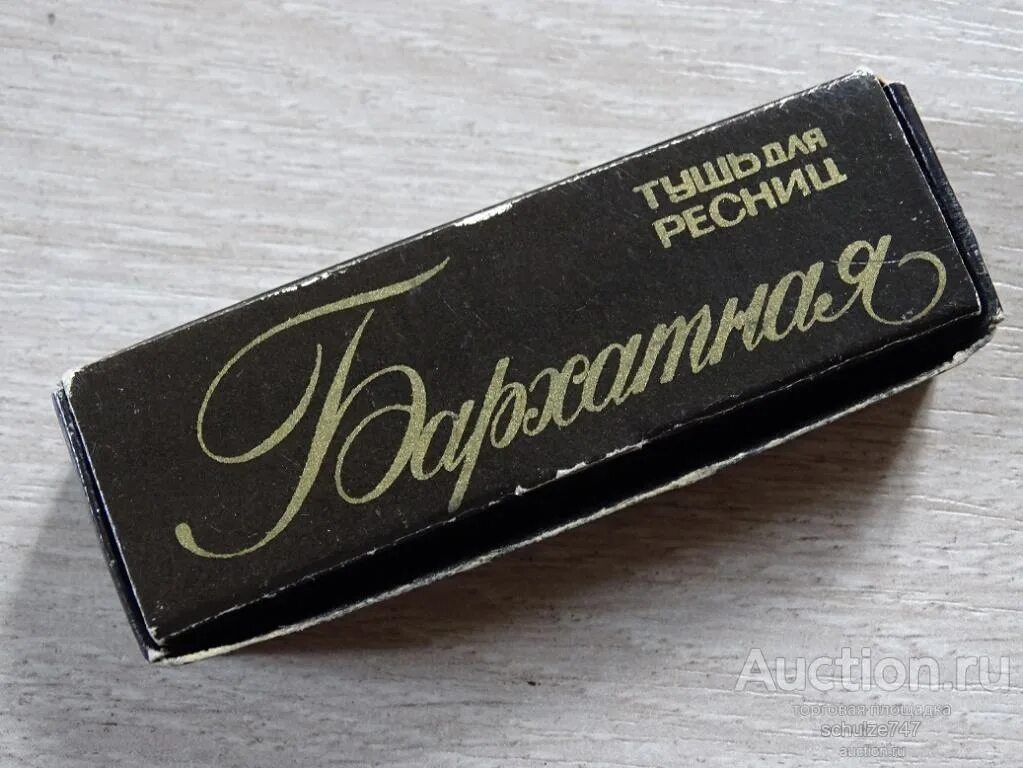 ТУШЬ ДЛЯ
РЕСНИЦ
Бархатная
Auction.ru
торговая площадка
schulze747
auction.ru